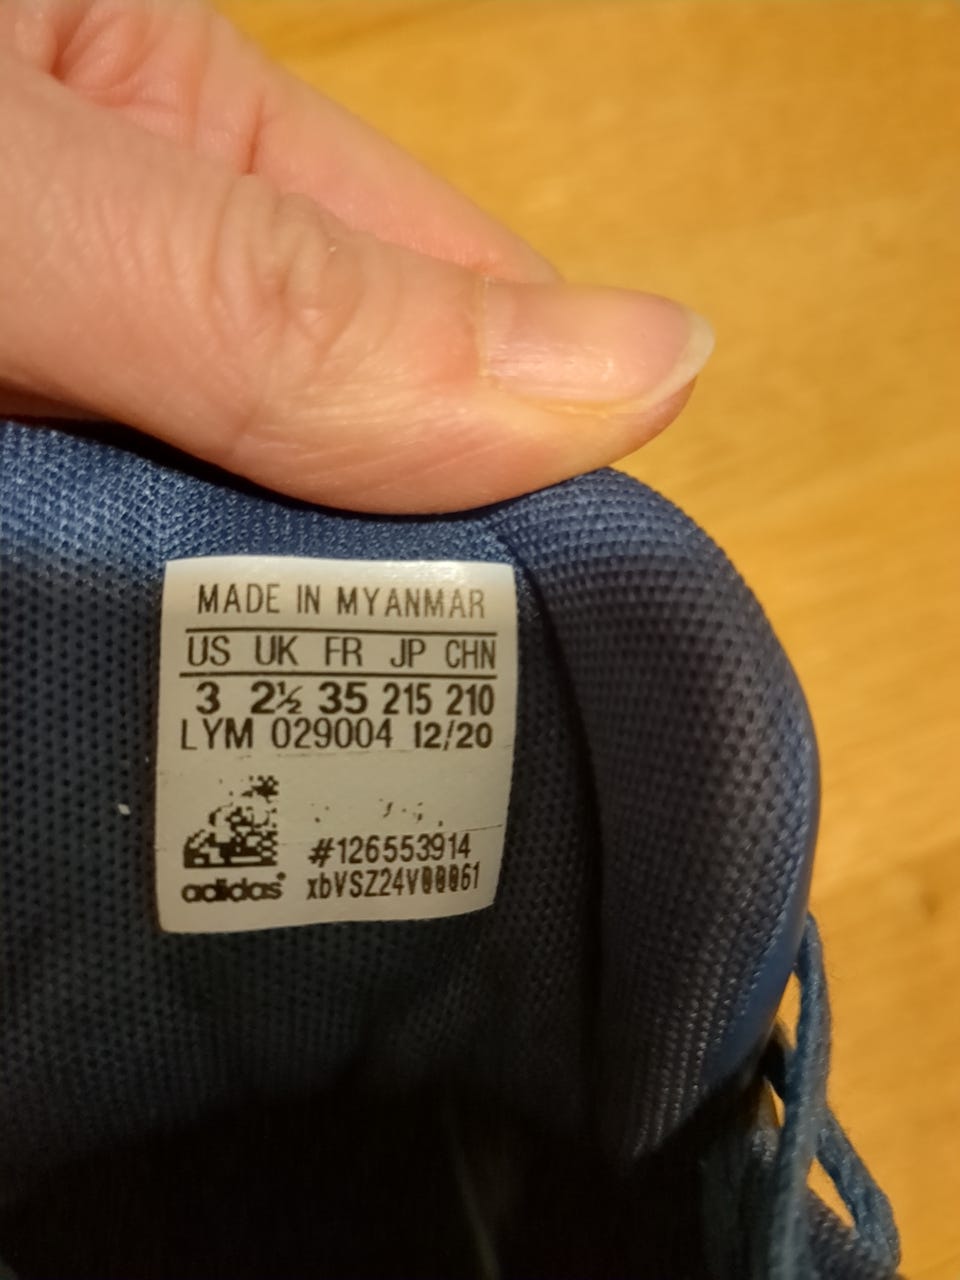 MADE IN MYANMAR
US UK FR JP CHN
3 2½ 35 215 210
LYM 029004 12/20
#126553914
adidas® xbVSZ24V00061